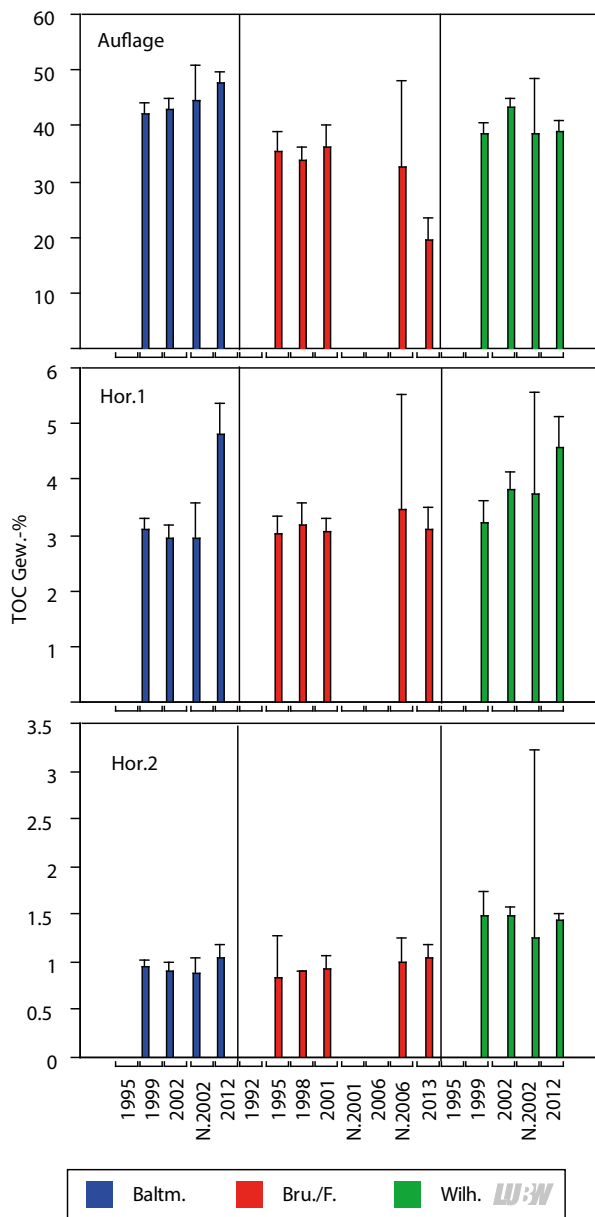 60
Auflage
50
40
30
20
10
6
Hor.1
5
4
3
2
1
TOC Gew.-%
3.5
Hor.2
3
2.5
2
1.5
1
0.5
0
1995
1999
2002
N.2002
2012
1992
1995
1998
2001
N.2001
2006
N.2006
2013
1995
1999
2002
N.2002
2012
Baltm.
Bru./F.
Wilh.
LUBW